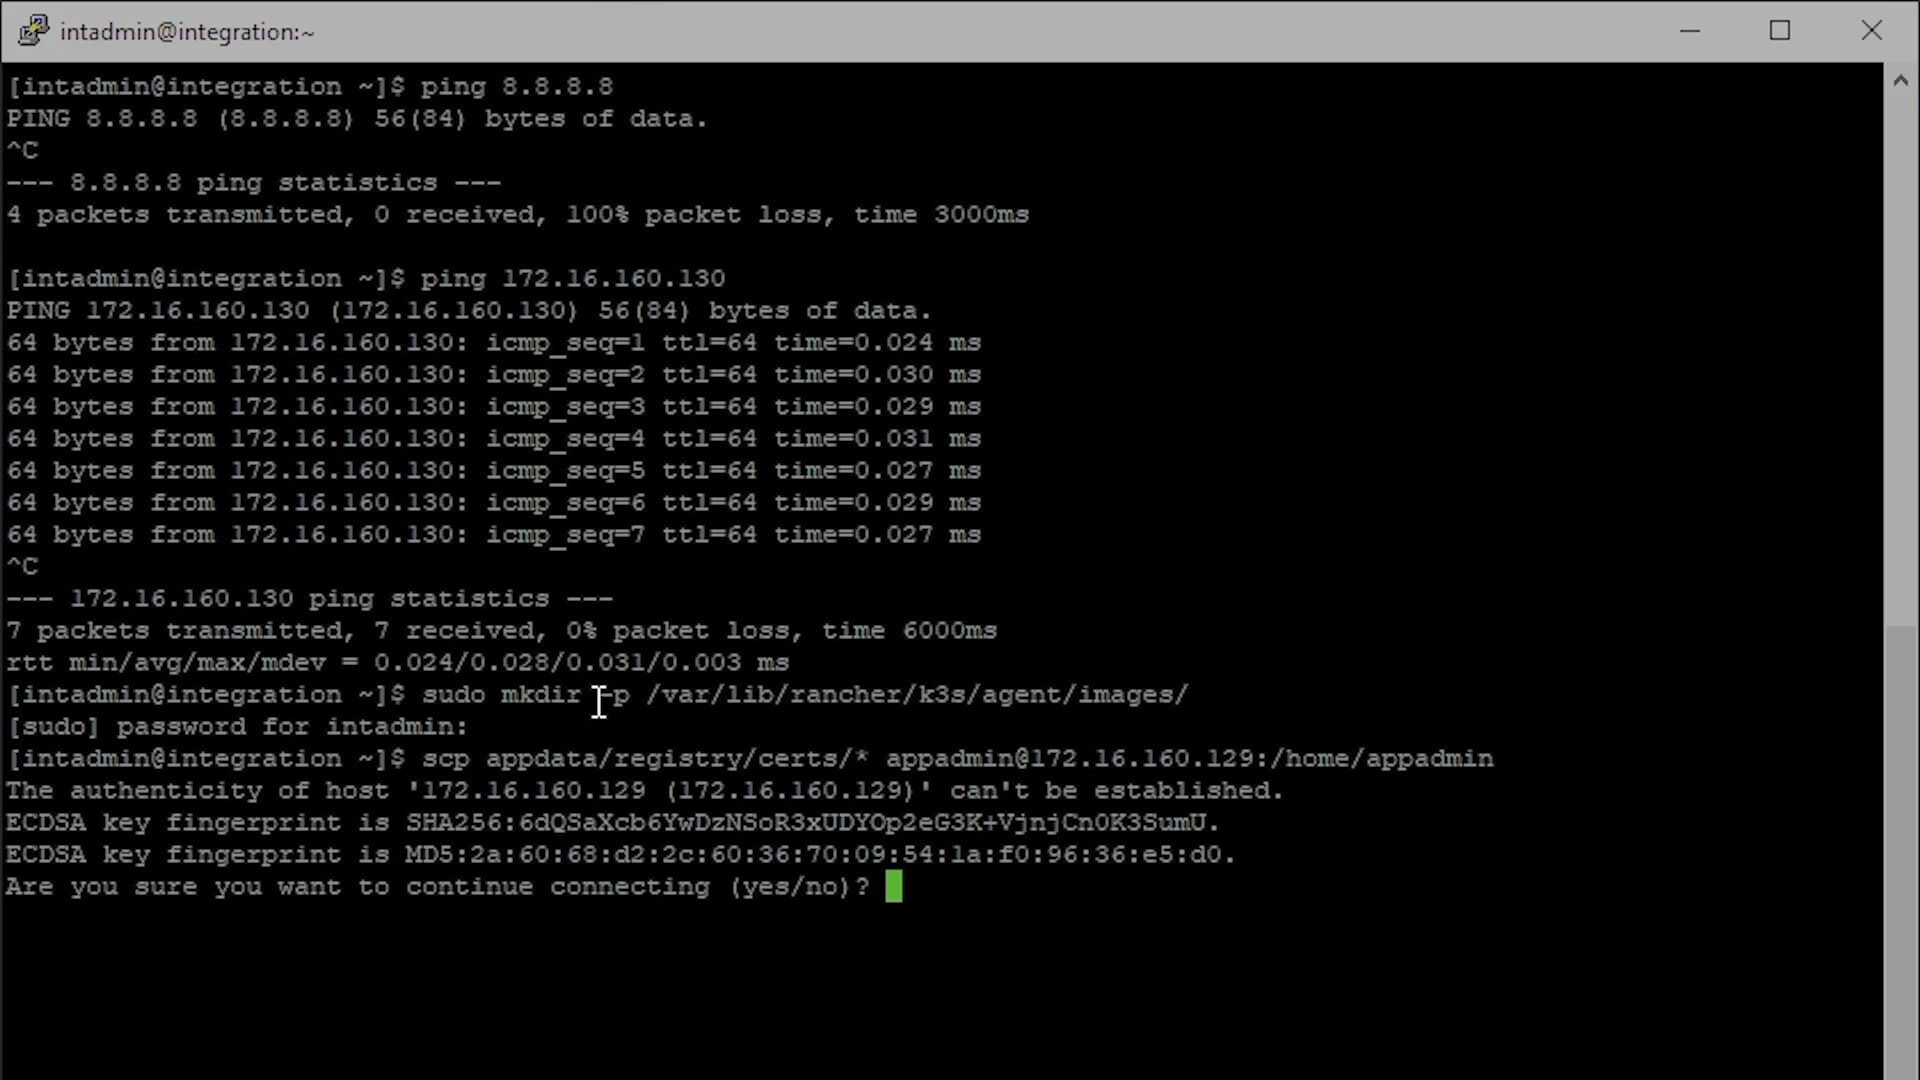 intadmin@integration:~
[intadmin@integration ~]$ ping 8.8.8.8
PING 8.8.8.8 (8.8.8.8) 56(84) bytes of data.
^C
--- 8.8.8.8 ping statistics ---
4 packets transmitted, 0 received, 100% packet loss, time 3000ms
[intadmin@integration ~]$ ping 172.16.160.130
PING 172.16.160.130 (172.16.160.130) 56(84) bytes of data.
64 bytes from 172.16.160.130: icmp_seq=1 ttl=64 time=0.024 ms
64 bytes from 172.16.160.130: icmp_seq=2 ttl=64 time=0.030 ms
64 bytes from 172.16.160.130: icmp_seq=3 ttl=64 time=0.029 ms
64 bytes from 172.16.160.130: icmp_seq=4 ttl=64 time=0.031 ms
64 bytes from 172.16.160.130: icmp_seq=5 ttl=64 time=0.027 ms
64 bytes from 172.16.160.130: icmp_seq=6 ttl=64 time=0.029 ms
64 bytes from 172.16.160.130: icmp_seq=7 ttl=64 time=0.027 ms
^C
--- 172.16.160.130 ping statistics ---
7 packets transmitted, 7 received, 0% packet loss, time 6000ms
rtt min/avg/max/mdev = 0.024/0.028/0.031/0.003 ms
[intadmin@integration ~]$ sudo mkdir -p /var/lib/rancher/k3s/agent/images/
[sudo] password for intadmin:
[intadmin@integration ~]$ scp appdata/registry/certs/* appadmin@172.16.160.129:/home/appadmin
The authenticity of host '172.16.160.129 (172.16.160.129)' can't be established.
ECDSA key fingerprint is SHA256:6dQSaXcb6YwDzNSoR3xUDYOp2eG3K+VjnjCn0K3SumU.
ECDSA key fingerprint is MD5:2a:60:68:d2:2c:60:36:70:09:54:1a:f0:96:36:e5:d0.
Are you sure you want to continue connecting (yes/no)?